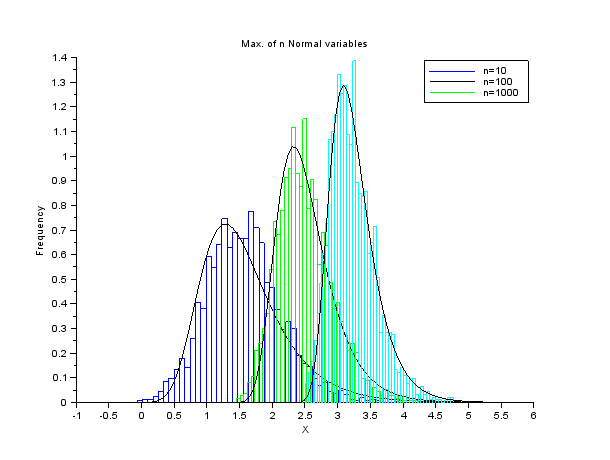 Max. of n Normal variables
n=10
n=100
n=1000
Frequency
1.4
1.3
1.2
1.1
1
0.9
0.8
0.7
0.6
0.5
0.4
0.3
0.2
0.1
0
-1 -0.5 0 0.5 1 1.5 2 2.5 3 3.5 4 4.5 5 5.5 6
X